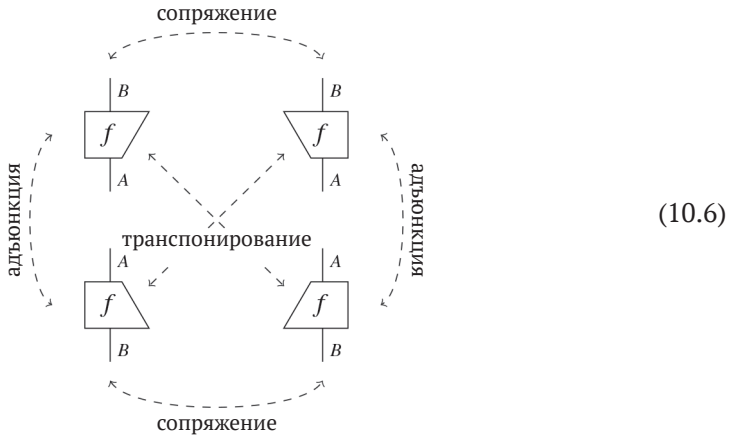 сопряжение
B
B
f
f
A
A
адъюнкция
адъюнкция
(10.6)
транспонирование
A
A
f
f
B
B
сопряжение